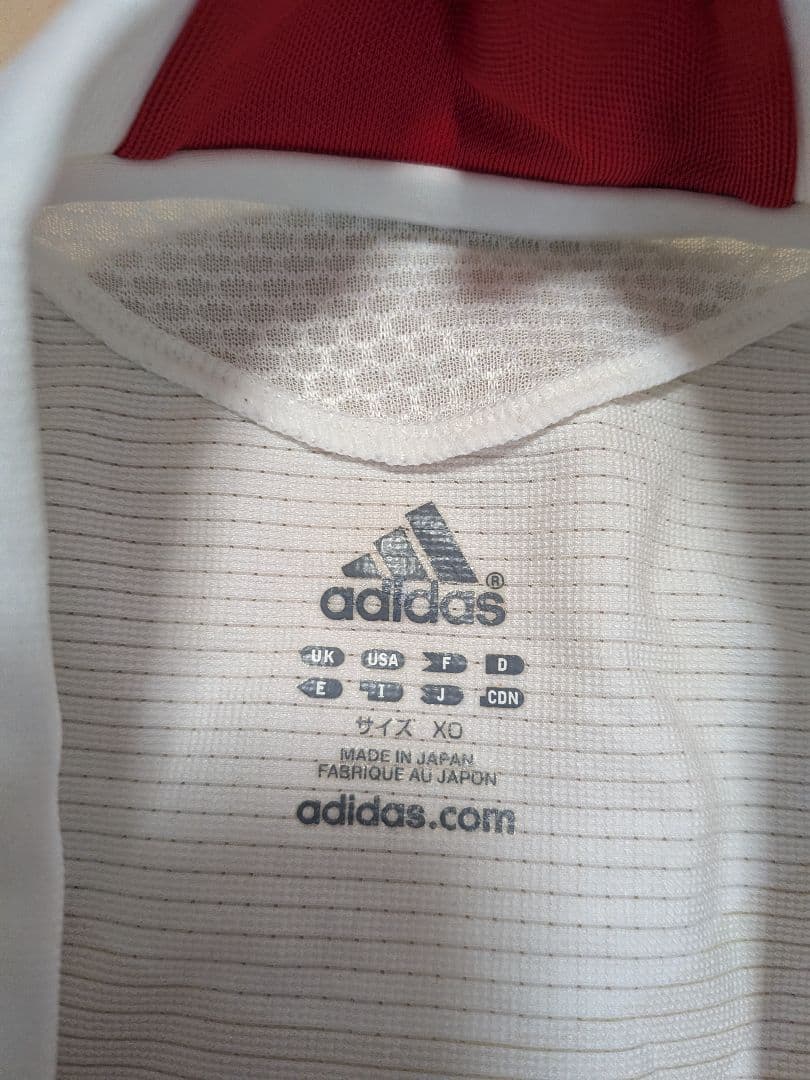 adidas®
UK USA F D
E I J CDN
サイズ XO
MADE IN JAPAN
FABRIQUE AU JAPON
adidas.com